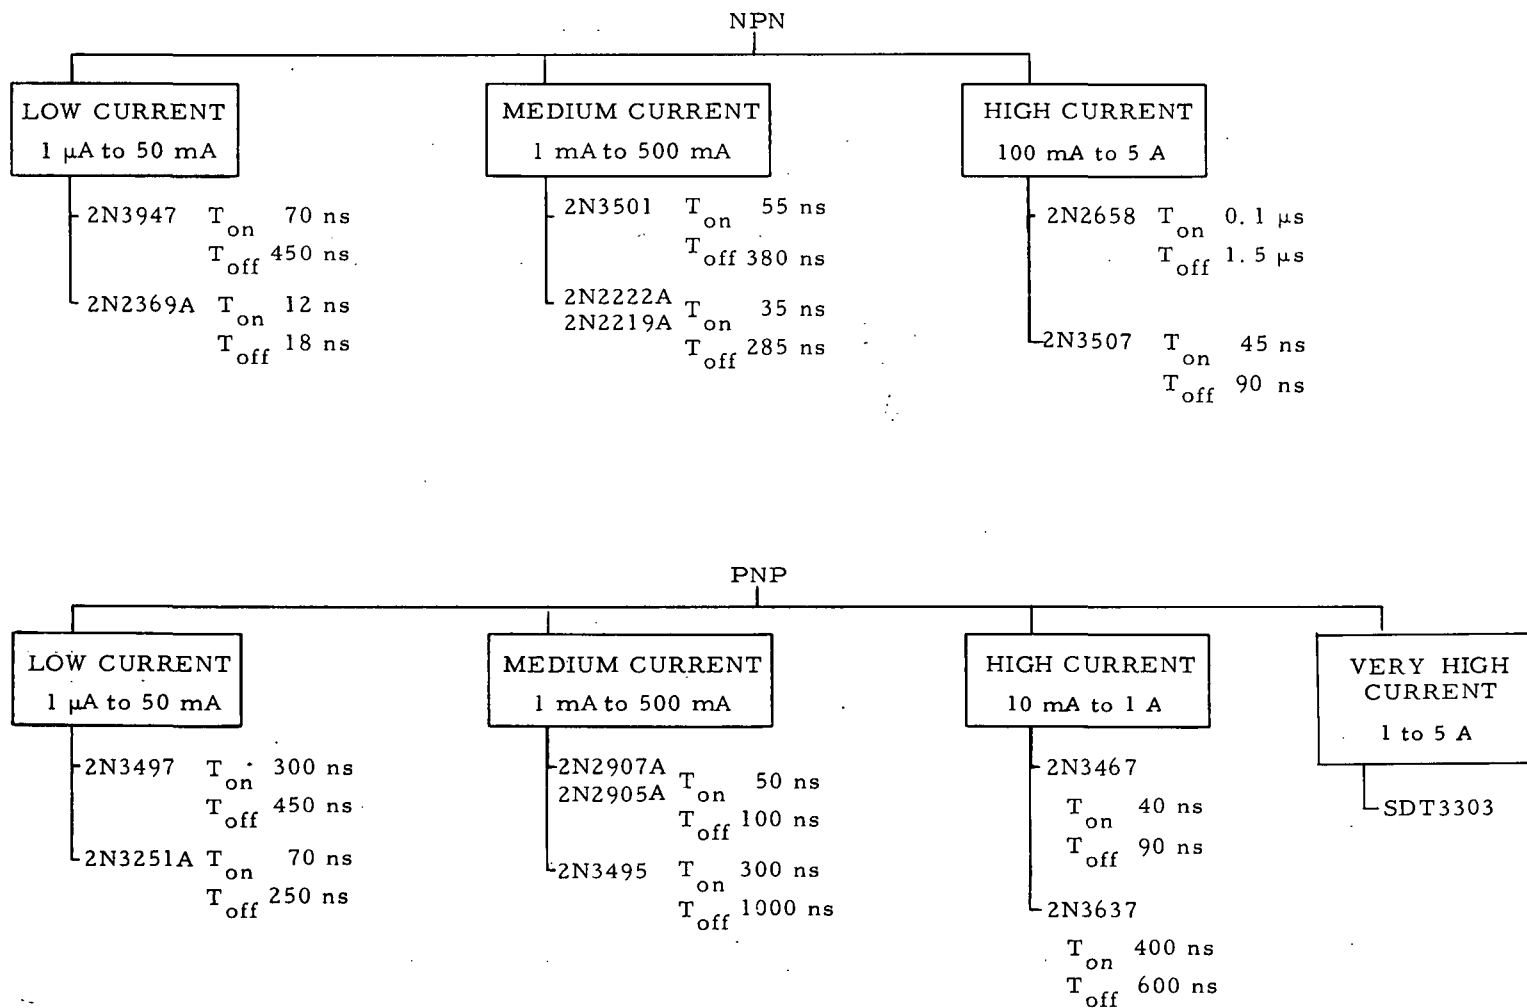 NPN
LOW CURRENT
1 μA to 50 mA
2N3947 Ton 70 ns
Toff 450 ns
2N2369A Ton 12 ns
Toff 18 ns
MEDIUM CURRENT
1 mA to 500 mA
2N3501 Ton 55 ns
Toff 380 ns
2N2222A
2N2219A Ton 35 ns
Toff 285 ns
HIGH CURRENT
100 mA to 5 A
2N2658 Ton 0.1 μs
Toff 1.5 μs
2N3507 Ton 45 ns
Toff 90 ns
PNP
LOW CURRENT
1 μA to 50 mA
2N3497 Ton 300 ns
Toff 450 ns
2N3251A Ton 70 ns
Toff 250 ns
MEDIUM CURRENT
1 mA to 500 mA
2N2907A
2N2905A Ton 50 ns
Toff 100 ns
2N3495 Ton 300 ns
Toff 1000 ns
HIGH CURRENT
10 mA to 1 A
2N3467
Ton 40 ns
Toff 90 ns
2N3637
Ton 400 ns
Toff 600 ns
VERY HIGH
CURRENT
1 to 5 A
SDT3303